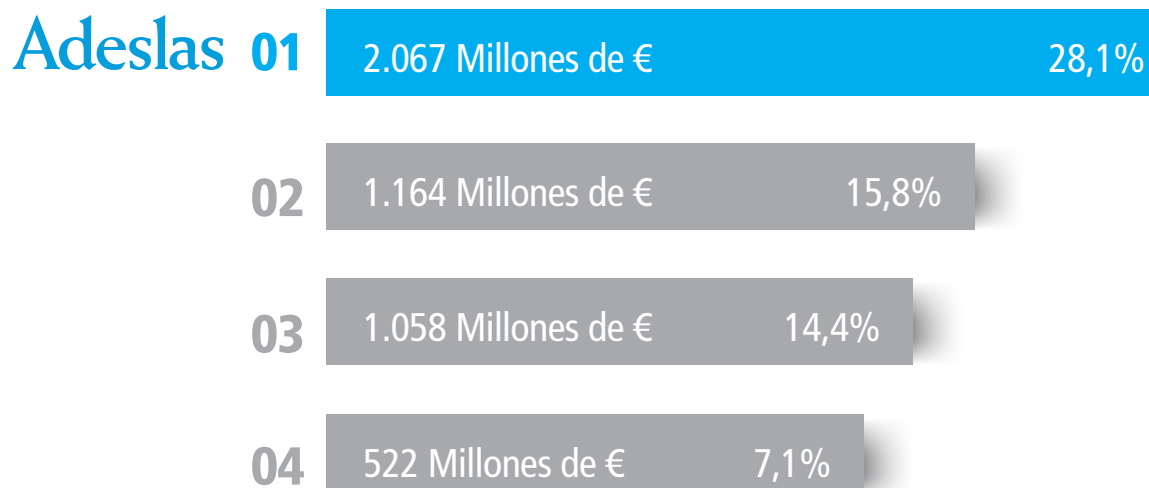 Adeslas 01 2.067 Millones de € 28,1%
02 1.164 Millones de € 15,8%
03 1.058 Millones de € 14,4%
04 522 Millones de € 7,1%